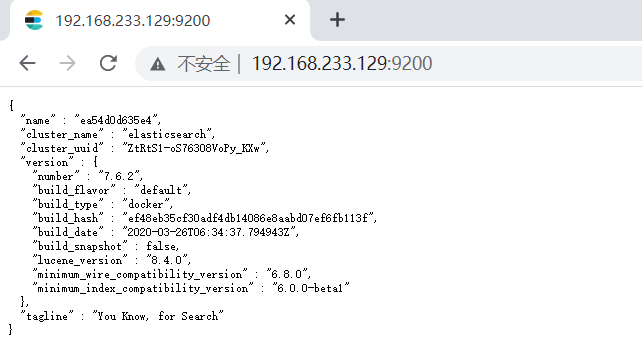 192.168.233.129:9200
不安全 | 192.168.233.129:9200
{
  "name" : "ea54d0d635e4",
  "cluster_name" : "elasticsearch",
  "cluster_uuid" : "ZtRtS1-oS76308VoPy_KXw",
  "version" : {
    "number" : "7.6.2",
    "build_flavor" : "default",
    "build_type" : "docker",
    "build_hash" : "ef48eb35cf30adf4db14086e8aabd07ef6fb113f",
    "build_date" : "2020-03-26T06:34:37.794943Z",
    "build_snapshot" : false,
    "lucene_version" : "8.4.0",
    "minimum_wire_compatibility_version" : "6.8.0",
    "minimum_index_compatibility_version" : "6.0.0-beta1"
  },
  "tagline" : "You Know, for Search"
}